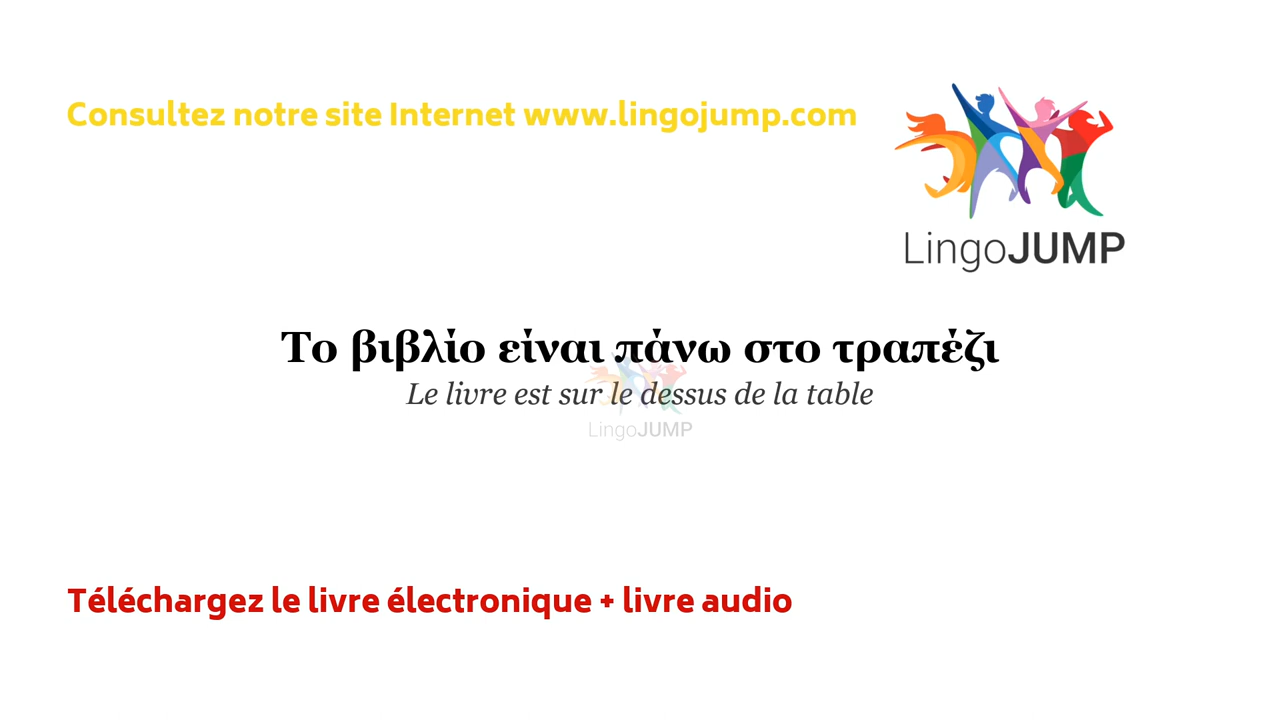 Consultez notre site Internet www.lingojump.com
LingoJUMP
Το βιβλίο είναι πάνω στο τραπέζι
Le livre est sur le dessus de la table
LingoJUMP
Téléchargez le livre électronique + livre audio